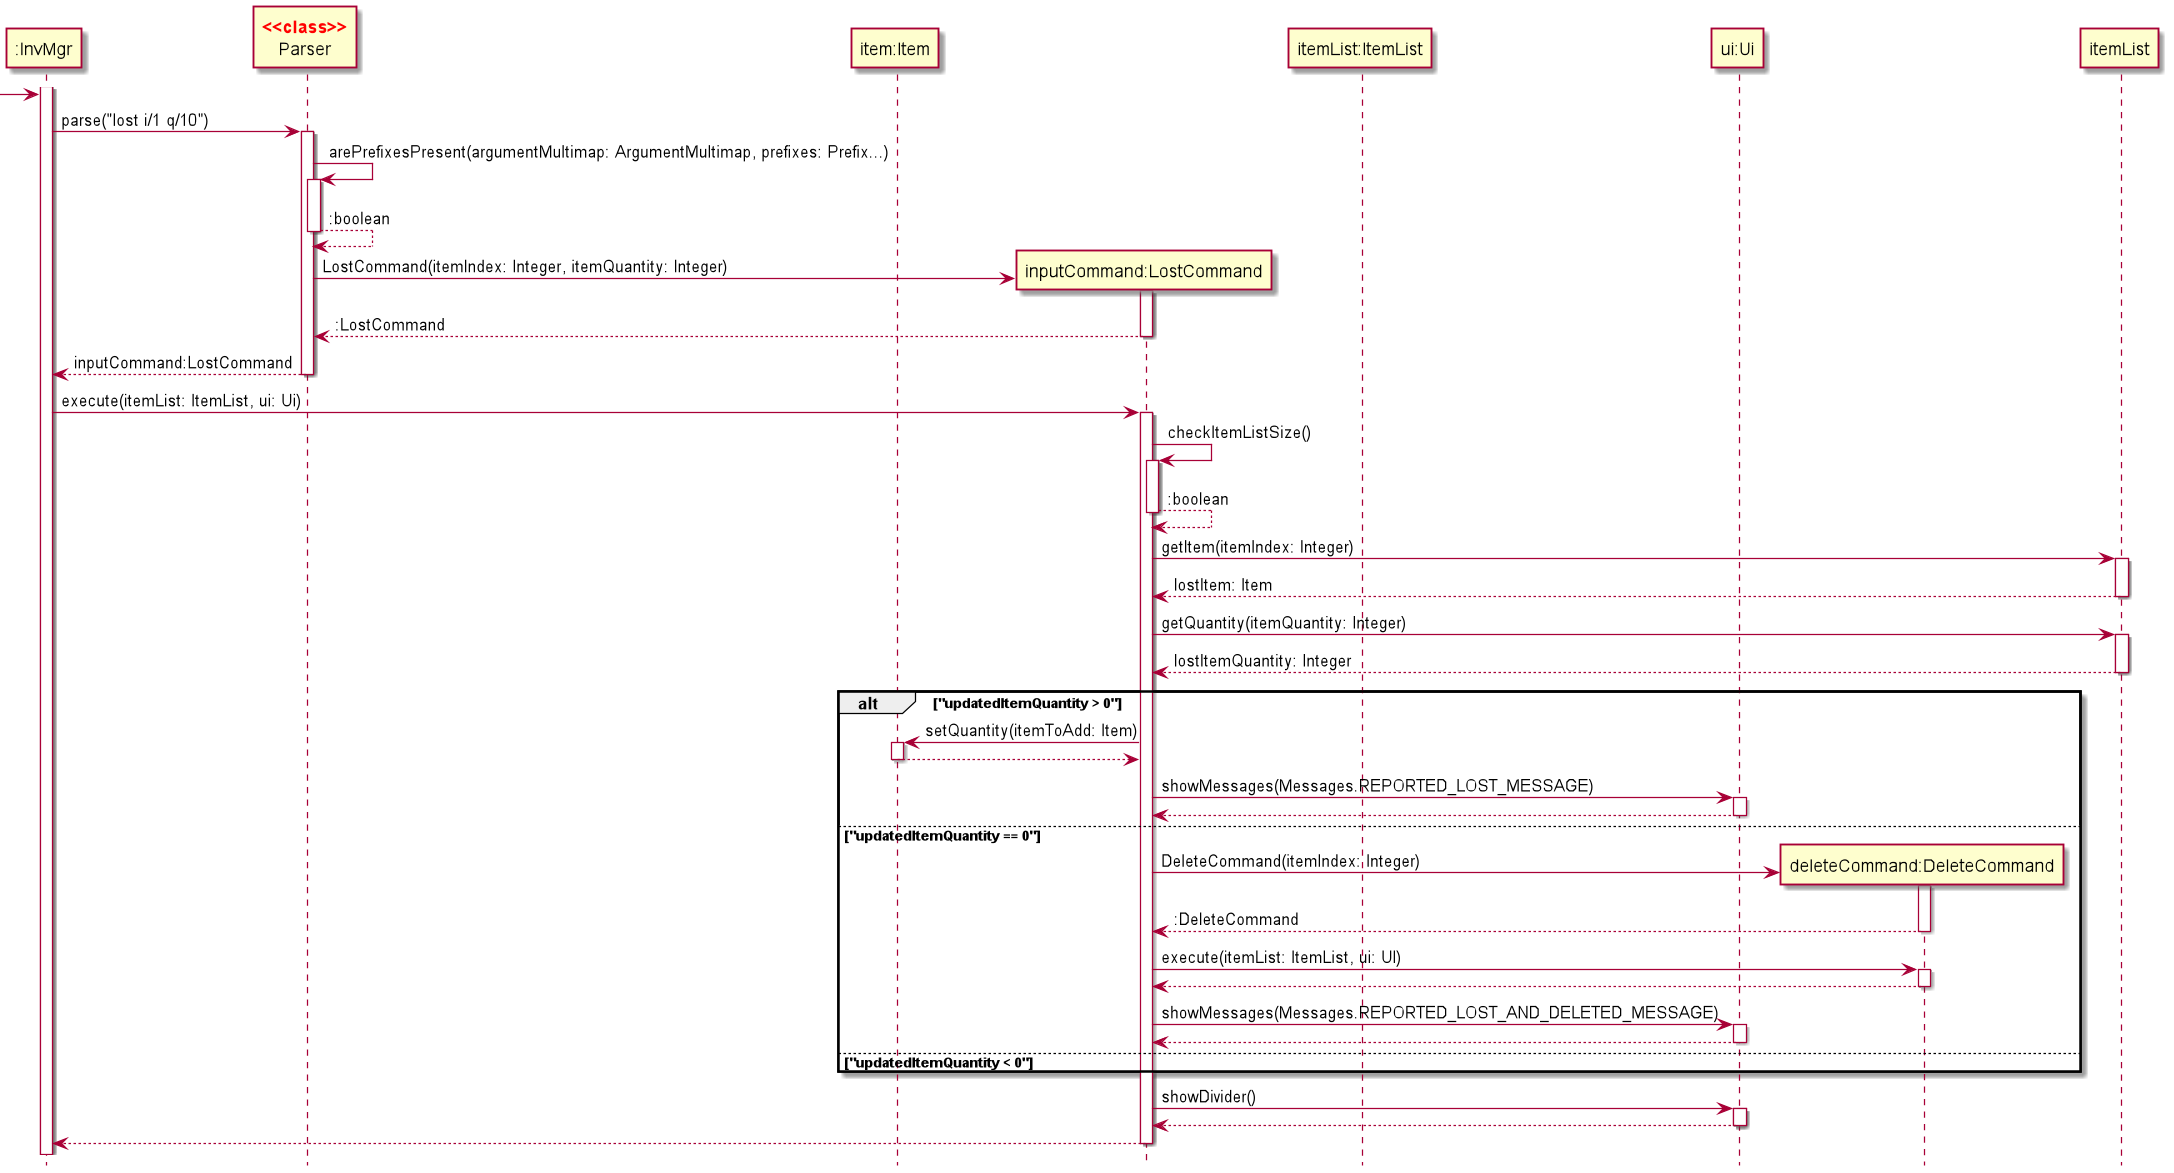 :InvMgr
<<class>>
Parser
item:Item
itemList:ItemList
ui:Ui
itemList
parse("lost i/1 q/10")
arePrefixesPresent(argumentMultimap: ArgumentMultimap, prefixes: Prefix...)
:boolean
LostCommand(itemIndex: Integer, itemQuantity: Integer)
inputCommand:LostCommand
:LostCommand
inputCommand:LostCommand
execute(itemList: ItemList, ui: Ui)
checkItemListSize()
:boolean
getItem(itemIndex: Integer)
lostItem: Item
getQuantity(itemQuantity: Integer)
lostItemQuantity: Integer
alt
["updatedItemQuantity > 0"]
setQuantity(itemToAdd: Item)
showMessages(Messages.REPORTED_LOST_MESSAGE)
["updatedItemQuantity == 0"]
DeleteCommand(itemIndex: Integer)
deleteCommand:DeleteCommand
:DeleteCommand
execute(itemList: ItemList, ui: UI)
showMessages(Messages.REPORTED_LOST_AND_DELETED_MESSAGE)
["updatedItemQuantity < 0"]
showDivider()